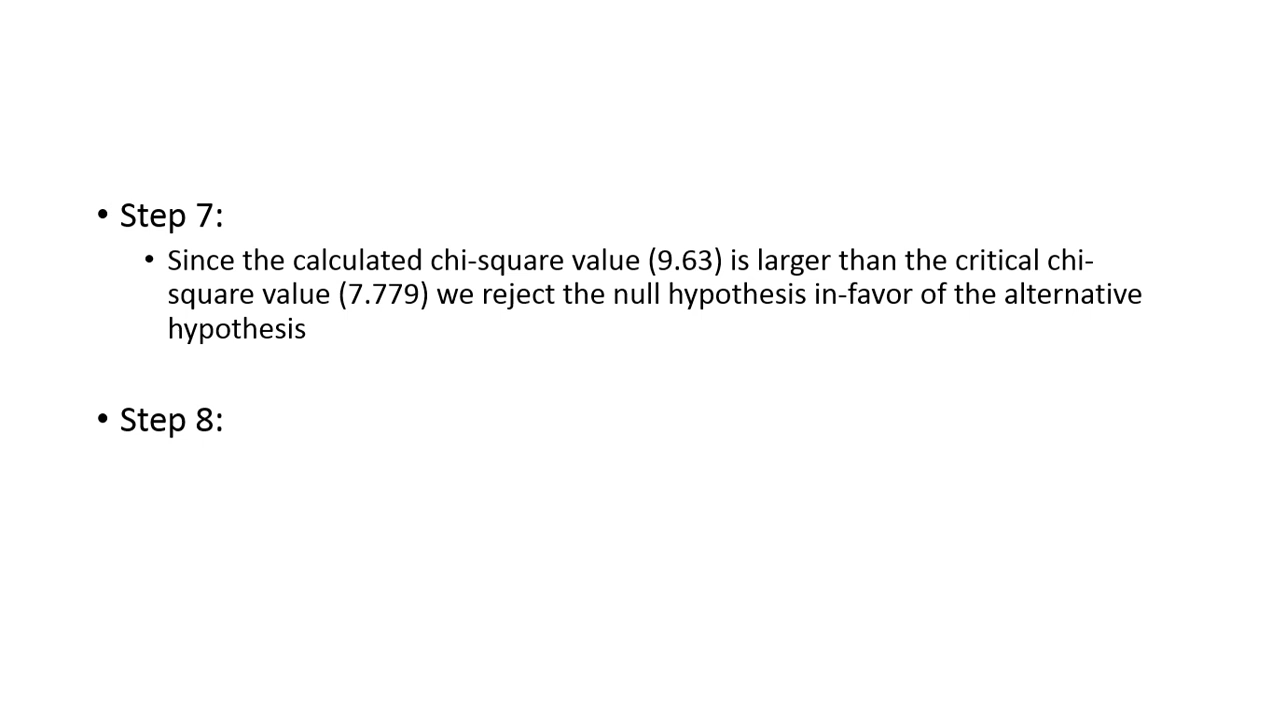 • Step 7:
• Since the calculated chi-square value (9.63) is larger than the critical chi-
square value (7.779) we reject the null hypothesis in-favor of the alternative
hypothesis
• Step 8: